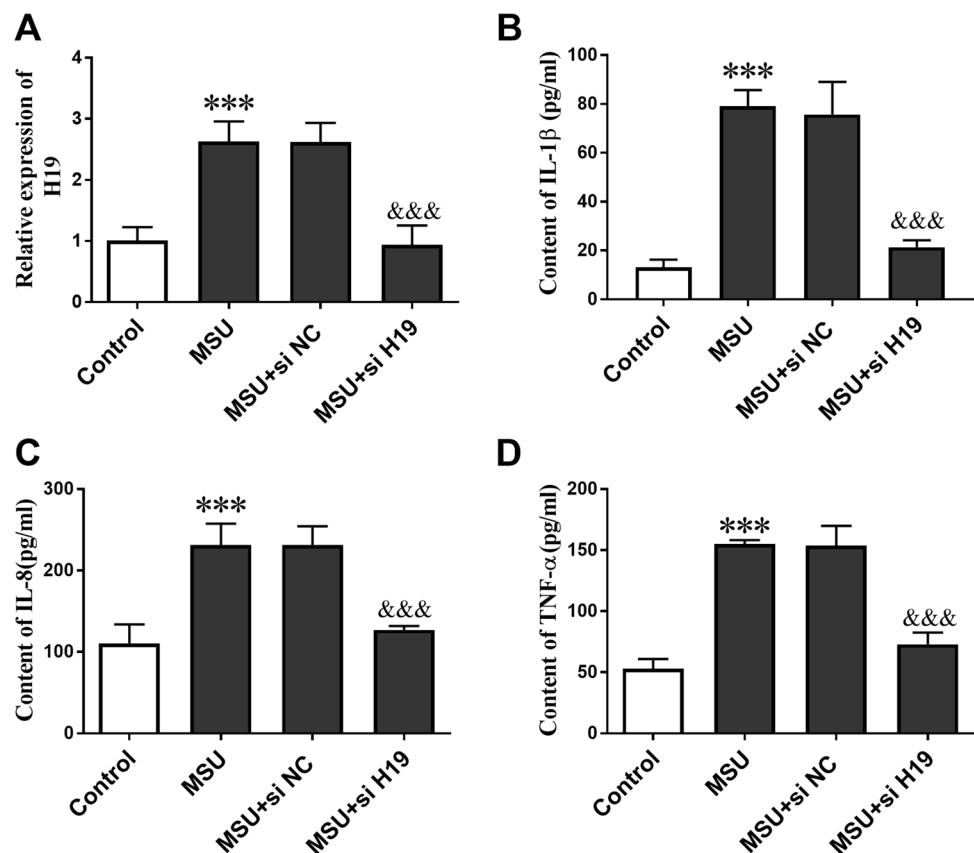 A
Relative expression of
H19
4
3
2
1
0
***
&&&
Control
MSU
MSU+si NC
MSU+si H19
B
Content of IL-1β (pg/ml)
100
80
60
40
20
0
***
&&&
Control
MSU
MSU+si NC
MSU+si H19
C
Content of IL-8(pg/ml)
300
200
100
0
***
&&&
Control
MSU
MSU+si NC
MSU+si H19
D
Content of TNF-α(pg/ml)
200
150
100
50
0
***
&&&
Control
MSU
MSU+si NC
MSU+si H19